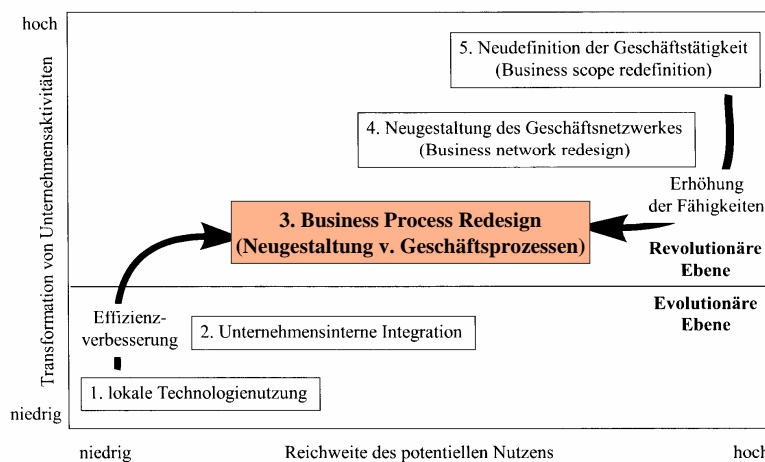 hoch
Transformation von Unternehmensaktivitäten
5. Neudefinition der Geschäftstätigkeit
(Business scope redefinition)
4. Neugestaltung des Geschäftsnetzwerkes
(Business network redesign)
Erhöhung
der Fähigkeiten
3. Business Process Redesign
(Neugestaltung v. Geschäftsprozessen)
Revolutionäre
Ebene
Evolutionäre
Ebene
Effizienz-
verbesserung
2. Unternehmensinterne Integration
1. lokale Technologienutzung
niedrig
niedrig
Reichweite des potentiellen Nutzens
hoch